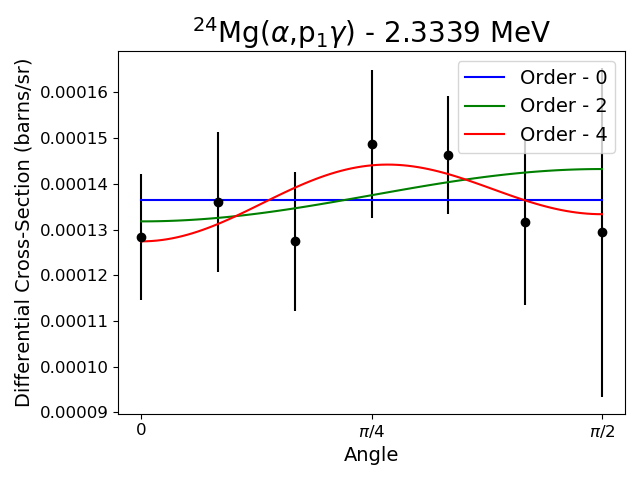 ²⁴Mg(α,p₁γ) - 2.3339 MeV
Differential Cross-Section (barns/sr)
0.00016
0.00015
0.00014
0.00013
0.00012
0.00011
0.00010
0.00009
Order - 0
Order - 2
Order - 4
0
π/4
π/2
Angle